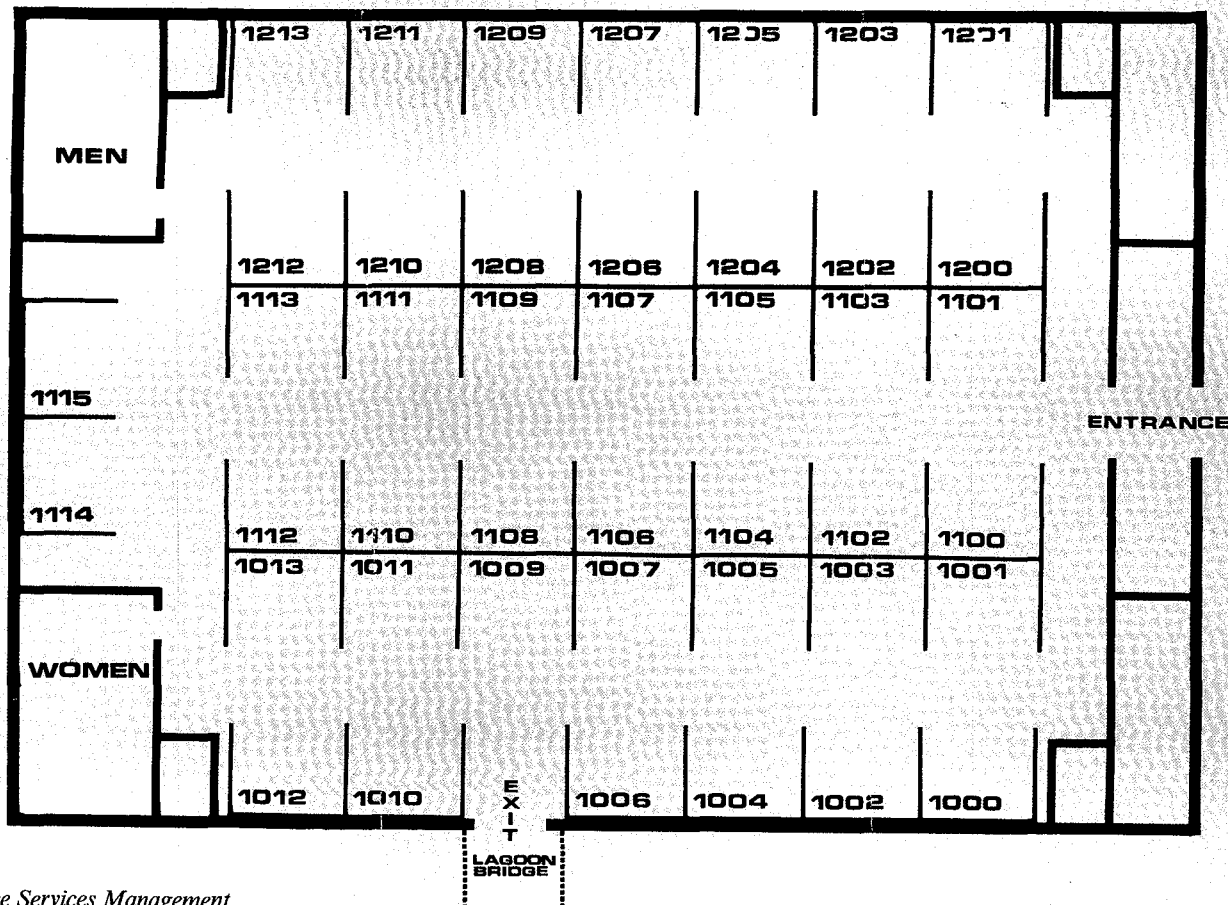 1213 1211 1209 1207 1205 1203 1201
MEN
1212 1210 1208 1206 1204 1202 1200
1113 1111 1109 1107 1105 1103 1101
1115
ENTRANCE
1114
1112 1110 1108 1106 1104 1102 1100
1013 1011 1009 1007 1005 1003 1001
WOMEN
1012 1010 EXIT 1006 1004 1002 1000
LAGOON
BRIDGE
Services Management